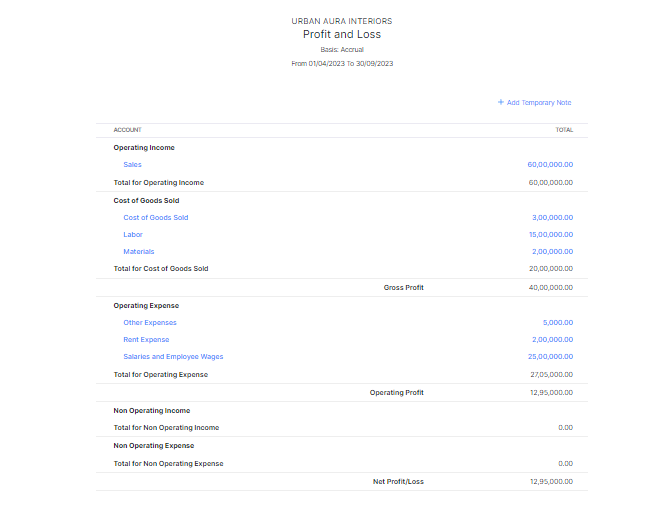 URBAN AURA INTERIORS
Profit and Loss
Basis: Accrual
From 01/04/2023 To 30/09/2023
+ Add Temporary Note
ACCOUNT TOTAL
Operating Income
Sales 60,00,000.00
Total for Operating Income 60,00,000.00
Cost of Goods Sold
Cost of Goods Sold 3,00,000.00
Labor 15,00,000.00
Materials 2,00,000.00
Total for Cost of Goods Sold 20,00,000.00
Gross Profit 40,00,000.00
Operating Expense
Other Expenses 5,000.00
Rent Expense 2,00,000.00
Salaries and Employee Wages 25,00,000.00
Total for Operating Expense 27,05,000.00
Operating Profit 12,95,000.00
Non Operating Income
Total for Non Operating Income 0.00
Non Operating Expense
Total for Non Operating Expense 0.00
Net Profit/Loss 12,95,000.00